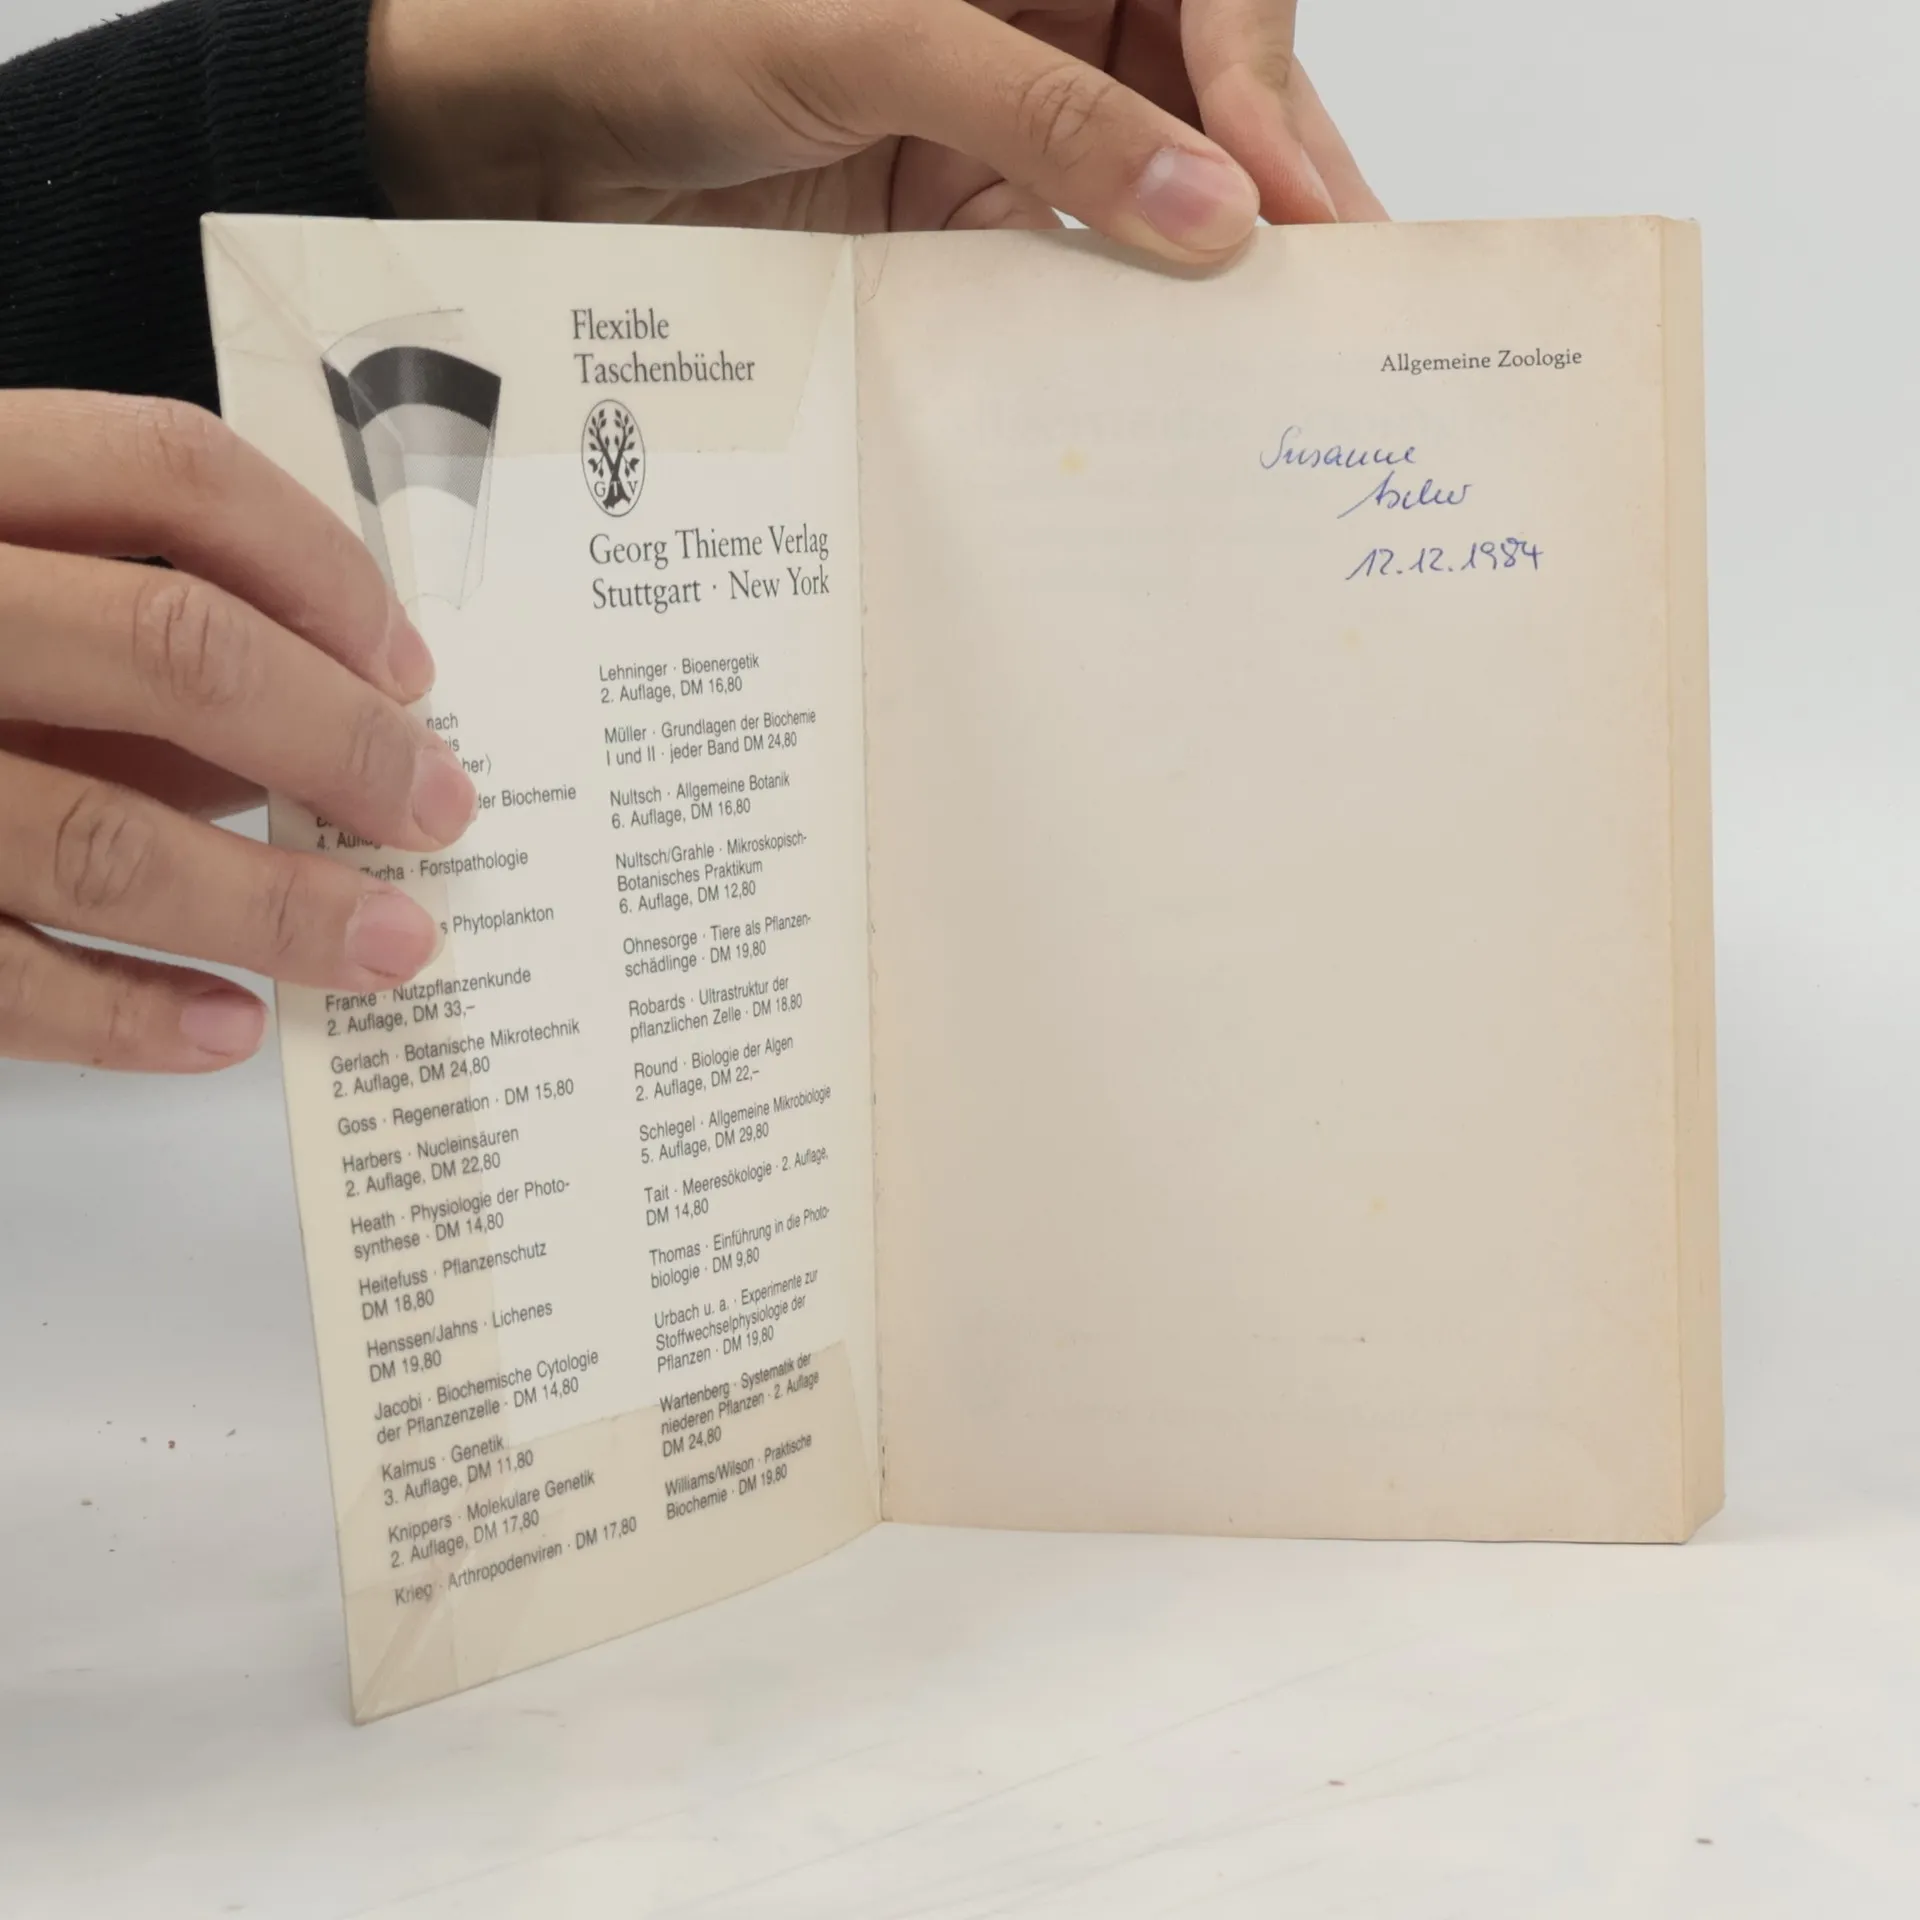 Flexible
Taschenbücher
GTV
Georg Thieme Verlag
Stuttgart · New York
nach
her)
der Biochemie
4.
· Forstpathologie
Phytoplankton
Franke · Nutzpflanzenkunde
2. Auflage, DM 33,–
Gerlach · Botanische Mikrotechnik
2. Auflage, DM 24,80
Goss · Regeneration · DM 15,80
Harbers · Nucleinsäuren
2. Auflage, DM 22,80
Heath · Physiologie der Photo-
synthese · DM 14,80
Heitefuss · Pflanzenschutz
DM 18,80
Henssen/Jahns · Lichenes
DM 19,80
Jacobi · Biochemische Cytologie
der Pflanzenzelle · DM 14,80
Kalmus · Genetik
3. Auflage, DM 11,80
Knippers · Molekulare Genetik
2. Auflage, DM 17,80
Krieg · Arthropodenviren · DM 17,80
Lehninger · Bioenergetik
2. Auflage, DM 16,80
Müller · Grundlagen der Biochemie
I und II · jeder Band DM 24,80
Nultsch · Allgemeine Botanik
6. Auflage, DM 16,80
Nultsch/Grahle · Mikroskopisch-
Botanisches Praktikum
6. Auflage, DM 12,80
Ohnesorge · Tiere als Pflanzen-
schädlinge · DM 19,80
Robards · Ultrastruktur der
pflanzlichen Zelle · DM 18,80
Round · Biologie der Algen
2. Auflage, DM 22,–
Schlegel · Allgemeine Mikrobiologie
5. Auflage, DM 29,80
Tait · Meeresökologie · 2. Auflage,
DM 14,80
Thomas · Einführung in die Photo-
biologie · DM 9,80
Urbach u. a. · Experimente zur
Stoffwechselphysiologie der
Pflanzen · DM 19,80
Wartenberg · Systematik der
niederen Pflanzen · 2. Auflage
DM 24,80
Williams/Wilson · Praktische
Biochemie · DM 19,80
Allgemeine Zoologie
Susanne
12.12.1984